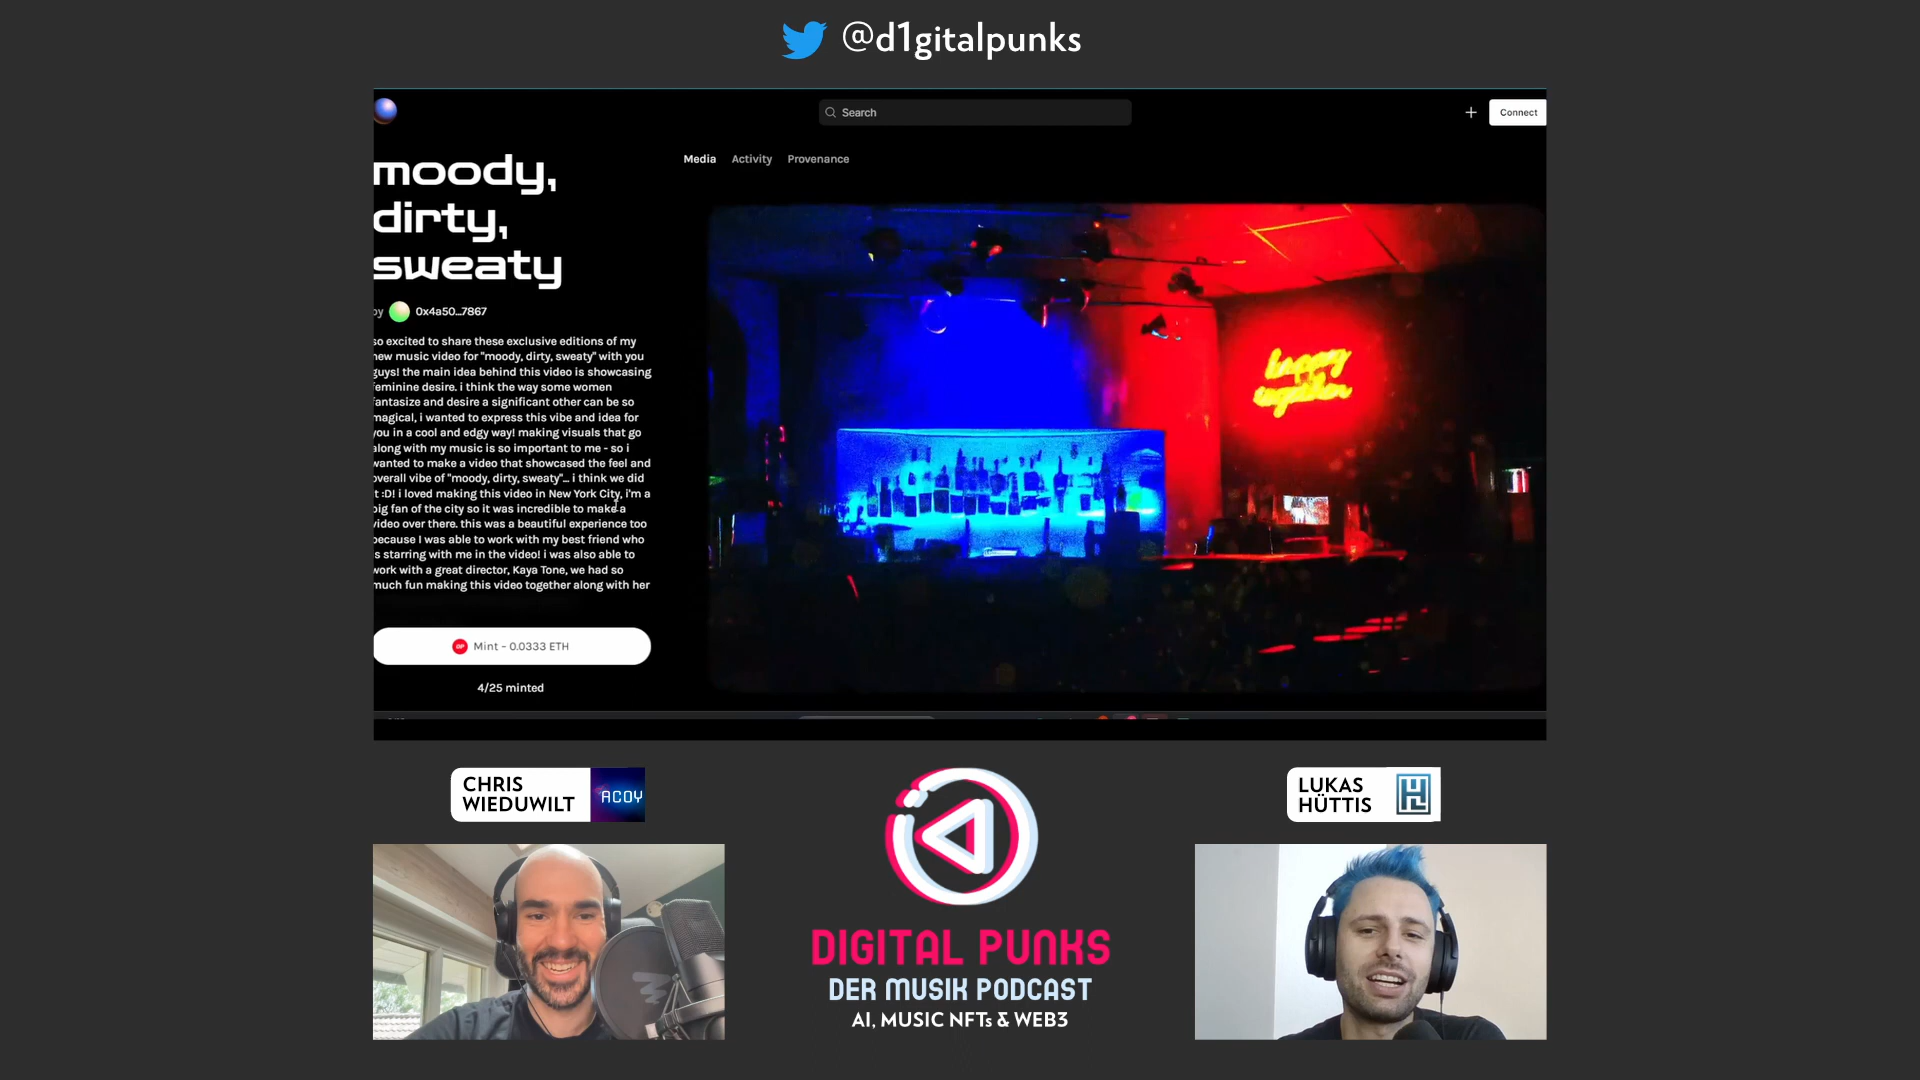 @d1gitalpunks
Search
Connect
Media Activity Provenance
moody,
dirty,
sweaty
by 0x4a50...7867
so excited to share these exclusive editions of my
new music video for "moody, dirty, sweaty" with you
guys! the main idea behind this video is showcasing
feminine desire. i think the way some women
fantasize and desire a significant other can be so
magical, i wanted to express this vibe and idea for
you in a cool and edgy way! making visuals that go
along with my music is so important to me - so i
wanted to make a video that showcased the feel and
overall vibe of "moody, dirty, sweaty"... i think we did
it :D! i loved making this video in New York City, i'm a
big fan of the city so it was incredible to make a
video over there. this was a beautiful experience too
because I was able to work with my best friend who
is starring with me in the video! i was also able to
work with a great director, Kaya Tone, we had so
much fun making this video together along with her
happy
together
DP Mint - 0.0333 ETH
4/25 minted
CHRIS
WIEDUWILT
ACOY
LUKAS
HÜTTIS
DIGITAL PUNKS
DER MUSIK PODCAST
AI, MUSIC NFTs & WEB3